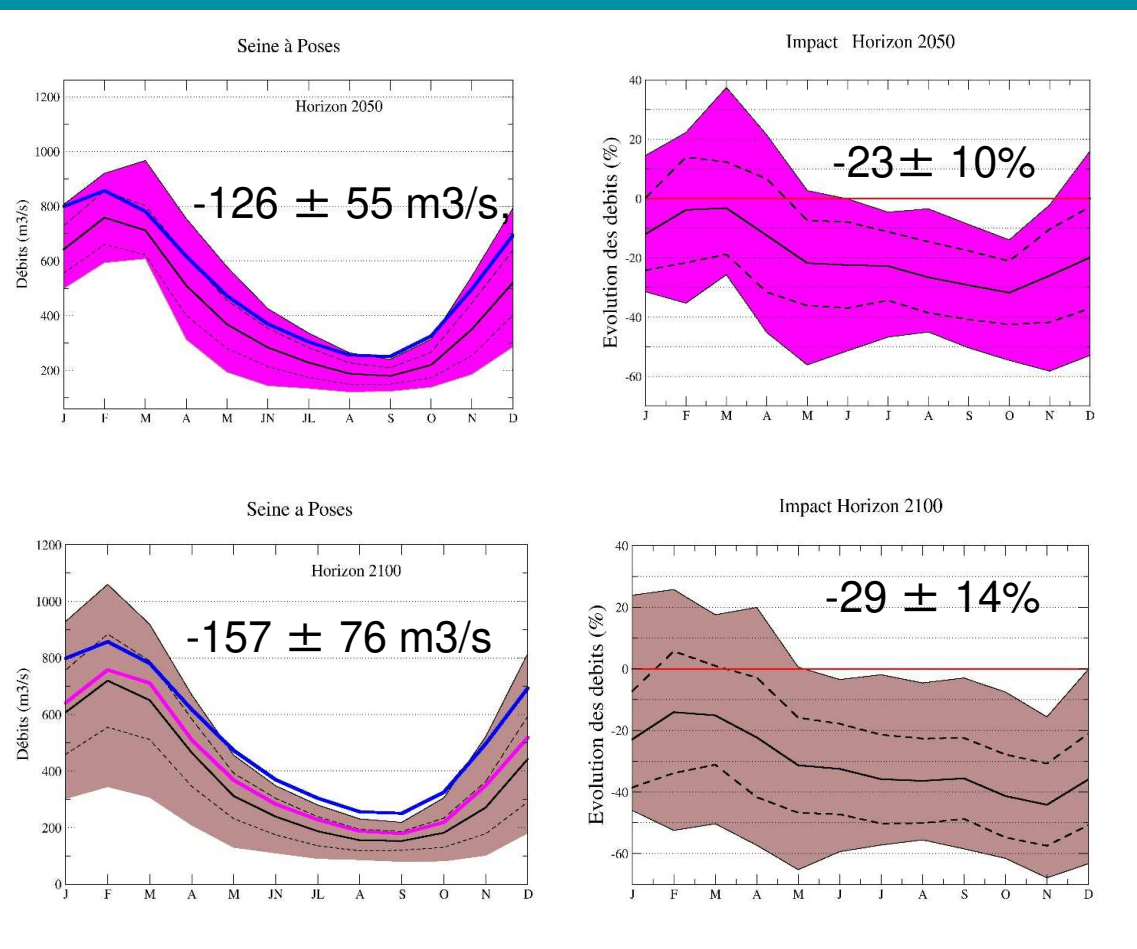 Seine à Poses
Horizon 2050
-126 ± 55 m3/s,
Débits (m3/s)
1200
1000
800
600
400
200
J F M A M JN JL A S O N D
Impact Horizon 2050
-23± 10%
Evolution des debits (%)
40
20
0
-20
-40
-60
J F M A M J J A S O N D
Seine a Poses
Horizon 2100
-157 ± 76 m3/s
Débits (m3/s)
1200
1000
800
600
400
200
0
J F M A M JN JL A S O N D
Impact Horizon 2100
-29 ± 14%
Evolution des debits (%)
40
20
0
-20
-40
-60
J F M A M J J A S O N D